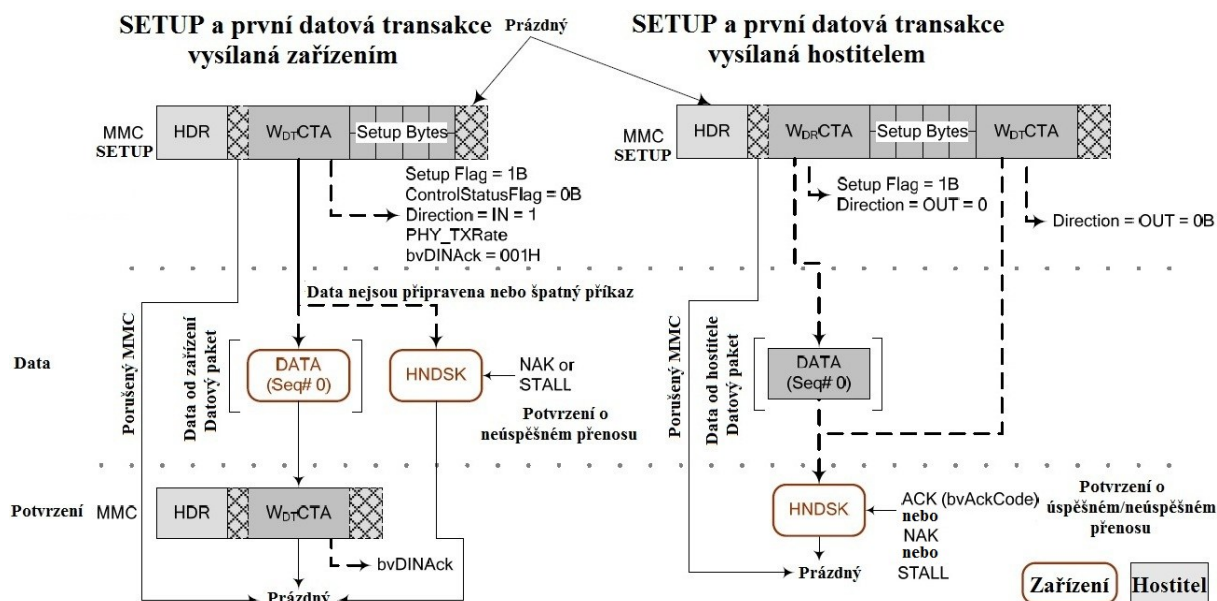 SETUP a první datová transakce
vysílaná zařízením
Prázdný
SETUP a první datová transakce
vysílaná hostitelem
MMC
SETUP
HDR
WDTCTA
Setup Bytes
MMC
SETUP
HDR
WDRCTA
Setup Bytes
WDTCTA
Setup Flag = 1B
ControlStatusFlag = 0B
Direction = IN = 1
PHY_TXRate
bvDINAck = 001H
Setup Flag = 1B
Direction = OUT = 0
Direction = OUT = 0B
Data nejsou připravena nebo špatný příkaz
Data
Porušený MMC
Data od zařízení
Datový paket
DATA
(Seq# 0)
HNDSK
NAK or
STALL
Potvrzení o
neúspěšném přenosu
Porušený MMC
Data od hostitele
Datový paket
DATA
(Seq# 0)
Potvrzení
MMC
HDR
WDTCTA
bvDINAck
Prázdný
HNDSK
ACK (bvAckCode)
nebo
NAK
nebo
STALL
Potvrzení o
úspěšném/neúspěšném
přenosu
Prázdný
Zařízení
Hostitel